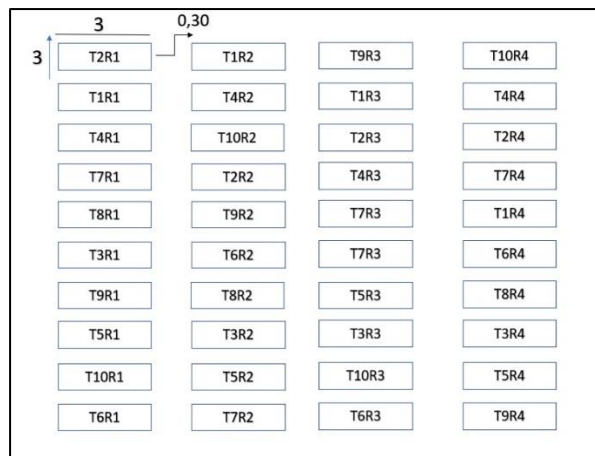 3 0,30
3 T2R1 T1R2 T9R3 T10R4
T1R1 T4R2 T1R3 T4R4
T4R1 T10R2 T2R3 T2R4
T7R1 T2R2 T4R3 T7R4
T8R1 T9R2 T7R3 T1R4
T3R1 T6R2 T7R3 T6R4
T9R1 T8R2 T5R3 T8R4
T5R1 T3R2 T3R3 T3R4
T10R1 T5R2 T10R3 T5R4
T6R1 T7R2 T6R3 T9R4